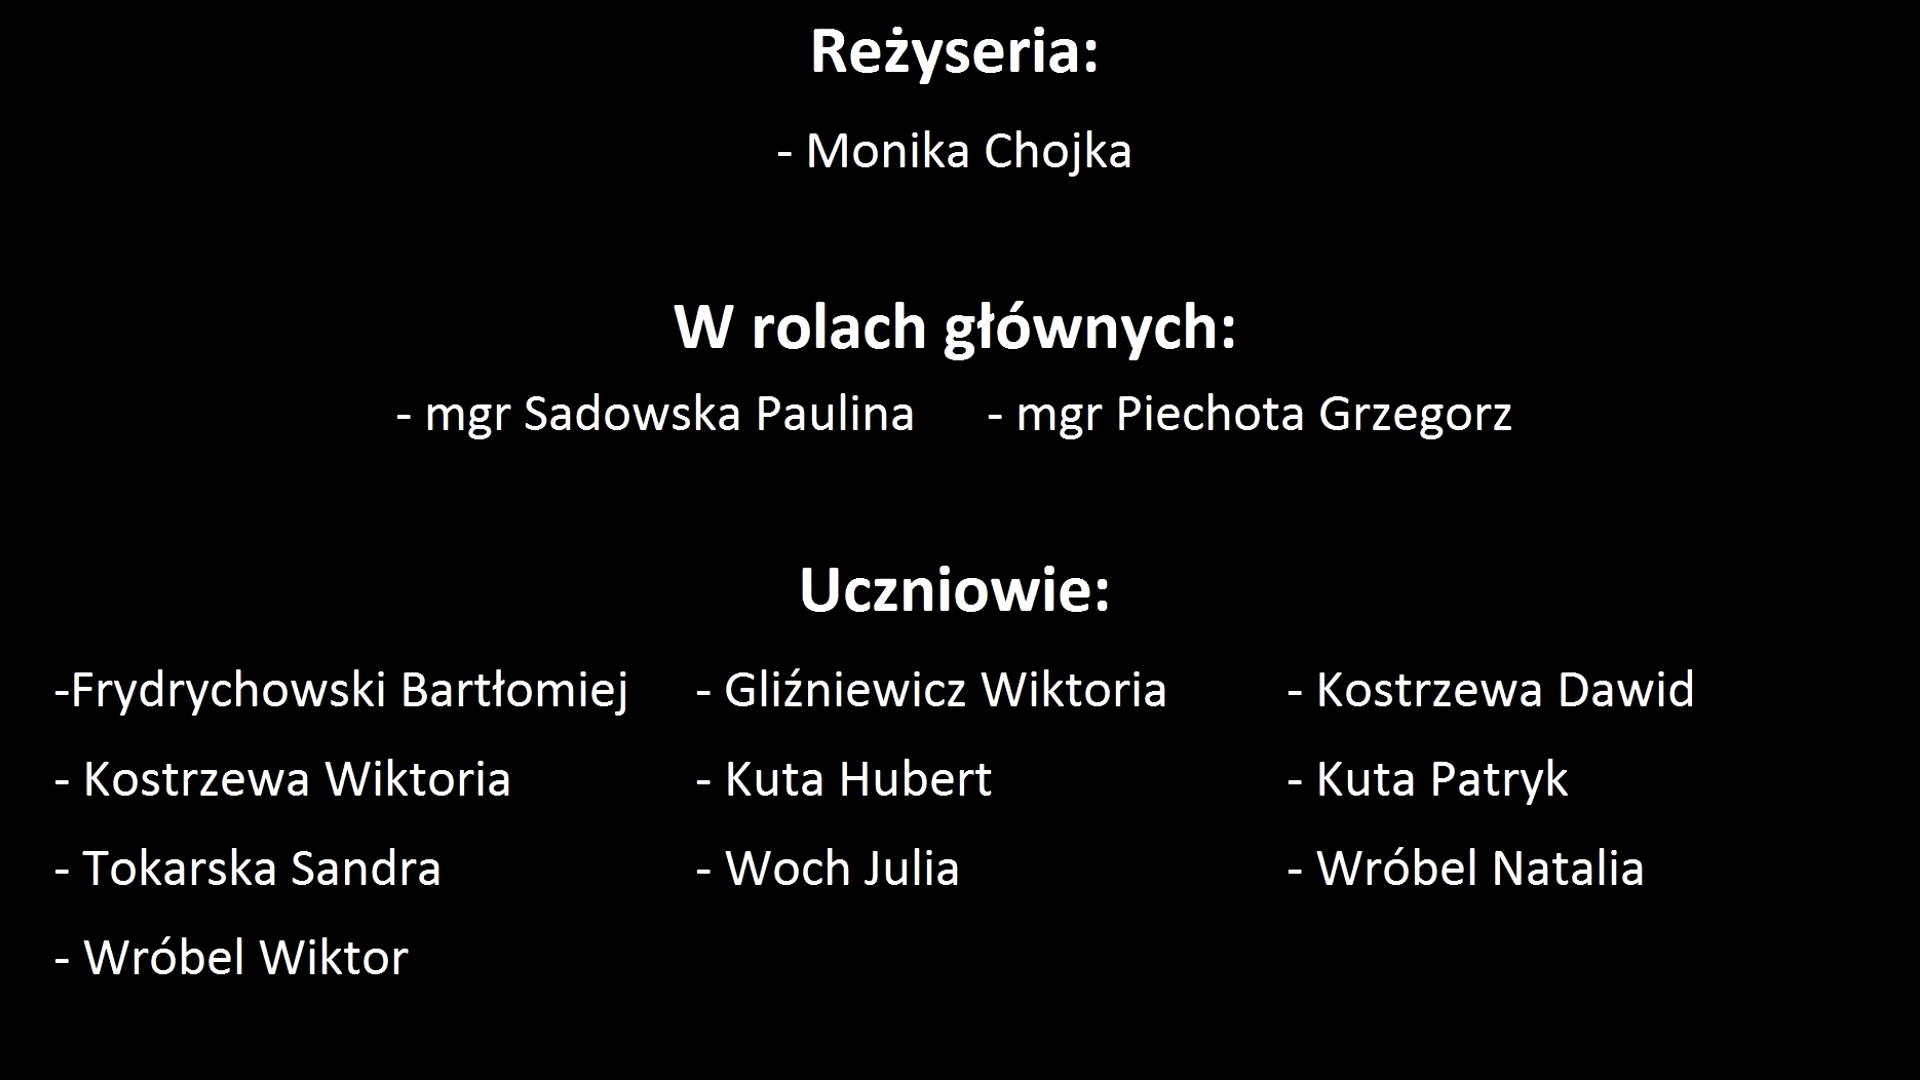 Reżyseria:
- Monika Chojka
W rolach głównych:
- mgr Sadowska Paulina - mgr Piechota Grzegorz
Uczniowie:
-Frydrychowski Bartłomiej - Gliźniewicz Wiktoria - Kostrzewa Dawid
- Kostrzewa Wiktoria - Kuta Hubert - Kuta Patryk
- Tokarska Sandra - Woch Julia - Wróbel Natalia
- Wróbel Wiktor